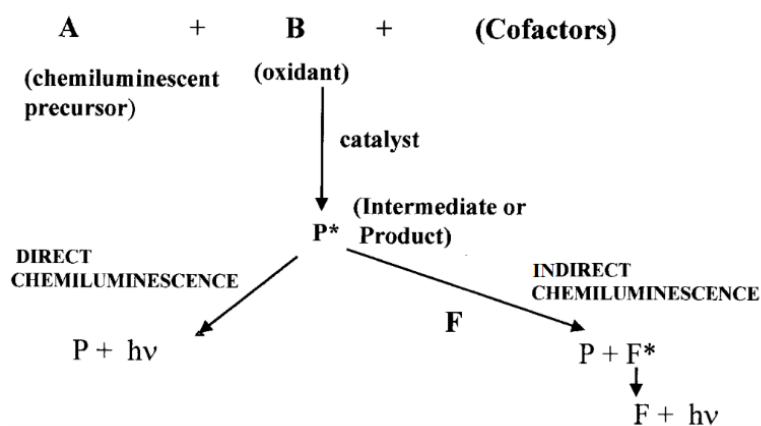 A + B + (Cofactors)
(chemiluminescent
precursor)
(oxidant)
catalyst
P*
(Intermediate or
Product)
DIRECT
CHEMILUMINESCENCE
INDIRECT
CHEMILUMINESCENCE
F
P + hν
P + F*
F + hν